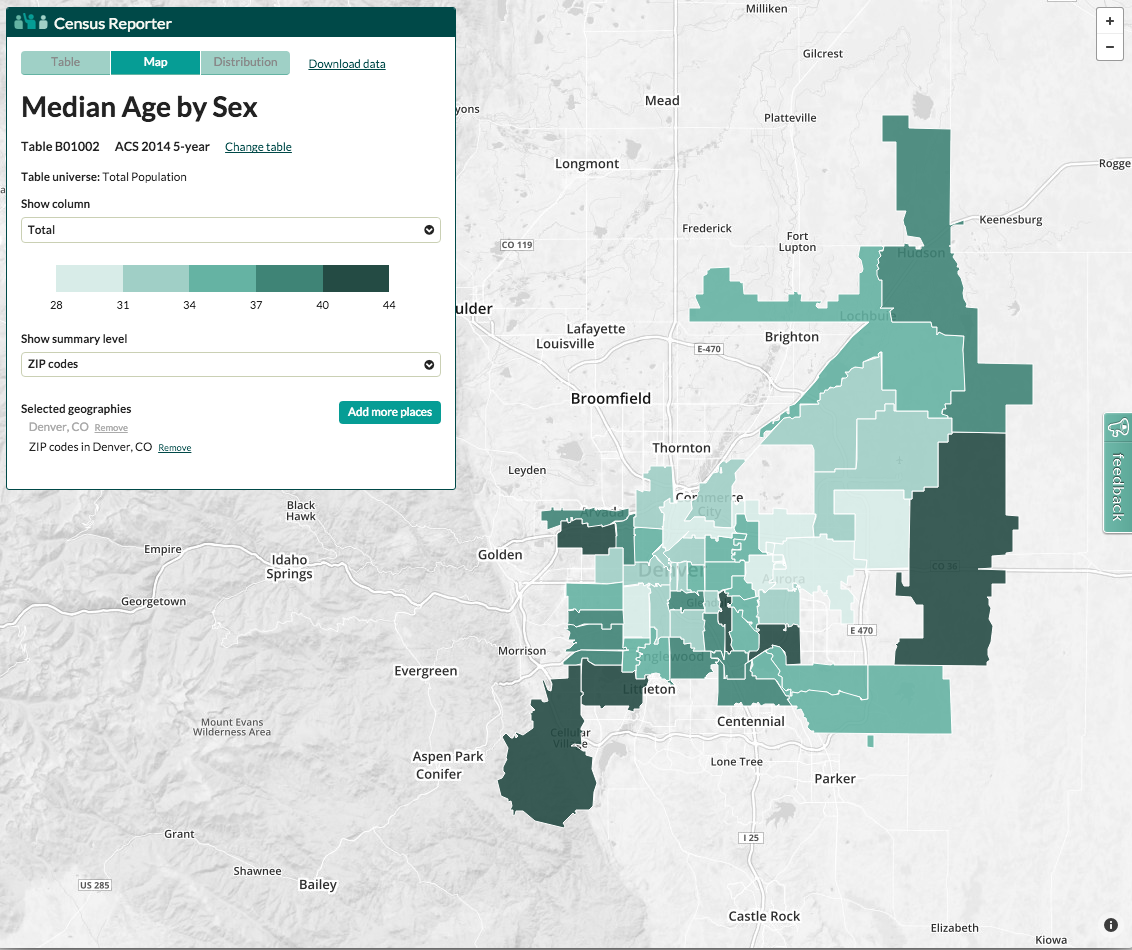 Census Reporter
Table
Map
Distribution
Download data
Median Age by Sex
Table B01002 ACS 2014 5-year Change table
Table universe: Total Population
Show column
Total
28 31 34 37 40 44
Show summary level
ZIP codes
Selected geographies
Add more places
Denver, CO Remove
ZIP codes in Denver, CO Remove
+
−
feedback
Milliken
Gilcrest
yons
Mead
Platteville
Longmont
Rogge
Keenesburg
Frederick
Fort
Lupton
CO 119
Hudson
ulder
Lochbui
Lafayette
Louisville
Brighton
E-470
Broomfield
Thornton
Leyden
Commerce
City
Black
Hawk
Arvada
Empire
Golden
Idaho
Springs
Denver
Aurora
CO 36
Georgetown
E 470
Morrison
Englewood
Evergreen
Littleton
Mount Evans
Wilderness Area
Centennial
Cellular
Village
Aspen Park
Conifer
Lone Tree
Parker
Grant
I 25
Shawnee
US 285
Bailey
Castle Rock
Elizabeth
Kiowa